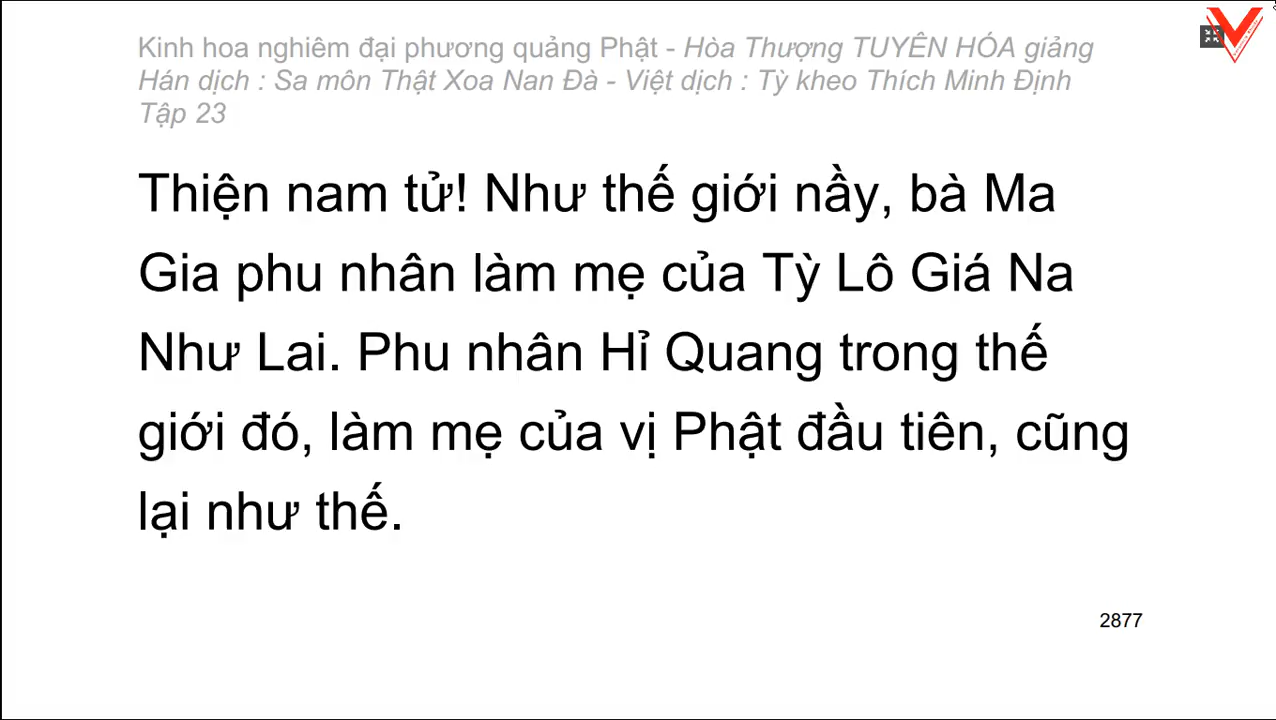 Kinh hoa nghiêm đại phương quảng Phật - Hòa Thượng TUYÊN HÓA giảng
Hán dịch : Sa môn Thật Xoa Nan Đà - Việt dịch : Tỳ kheo Thích Minh Định
Tập 23
Thiện nam tử! Như thế giới nầy, bà Ma
Gia phu nhân làm mẹ của Tỳ Lô Giá Na
Như Lai. Phu nhân Hỉ Quang trong thế
giới đó, làm mẹ của vị Phật đầu tiên, cũng
lại như thế.
2877